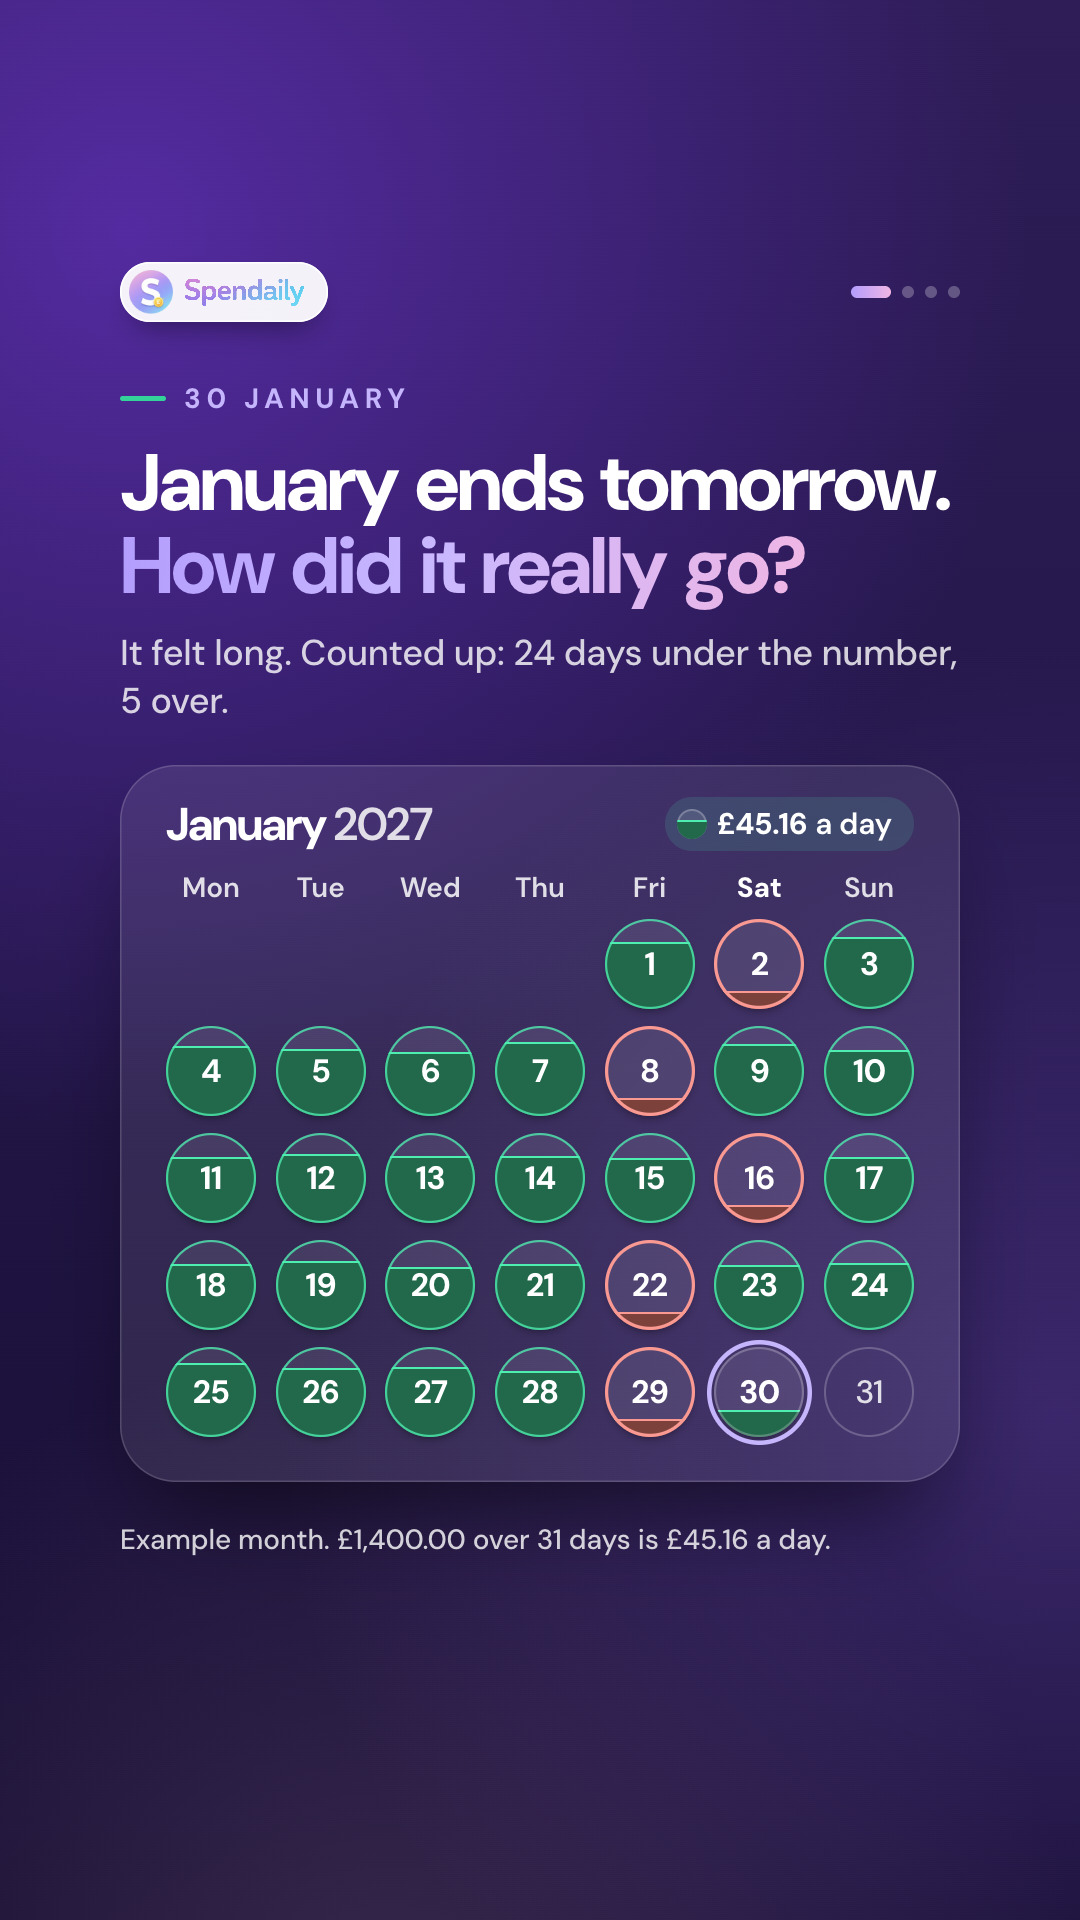 Spendaily
30 JANUARY
January ends tomorrow.
How did it really go?
It felt long. Counted up: 24 days under the number,
5 over.
January 2027
£45.16 a day
Mon Tue Wed Thu Fri Sat Sun
1 2 3
4 5 6 7 8 9 10
11 12 13 14 15 16 17
18 19 20 21 22 23 24
25 26 27 28 29 30 31
Example month. £1,400.00 over 31 days is £45.16 a day.